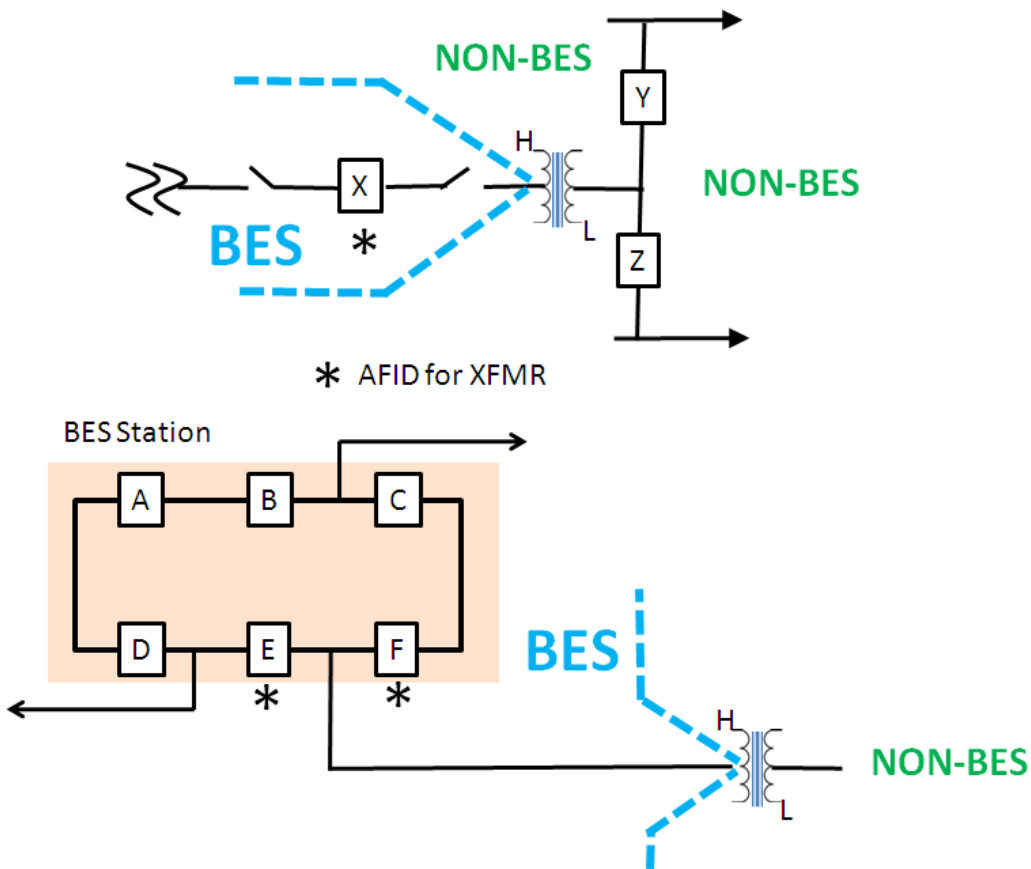 NON-BES
Y
H
X
NON-BES
BES
*
L
Z
* AFID for XFMR
BES Station
A
B
C
D
E
F
*
*
BES
H
NON-BES
L